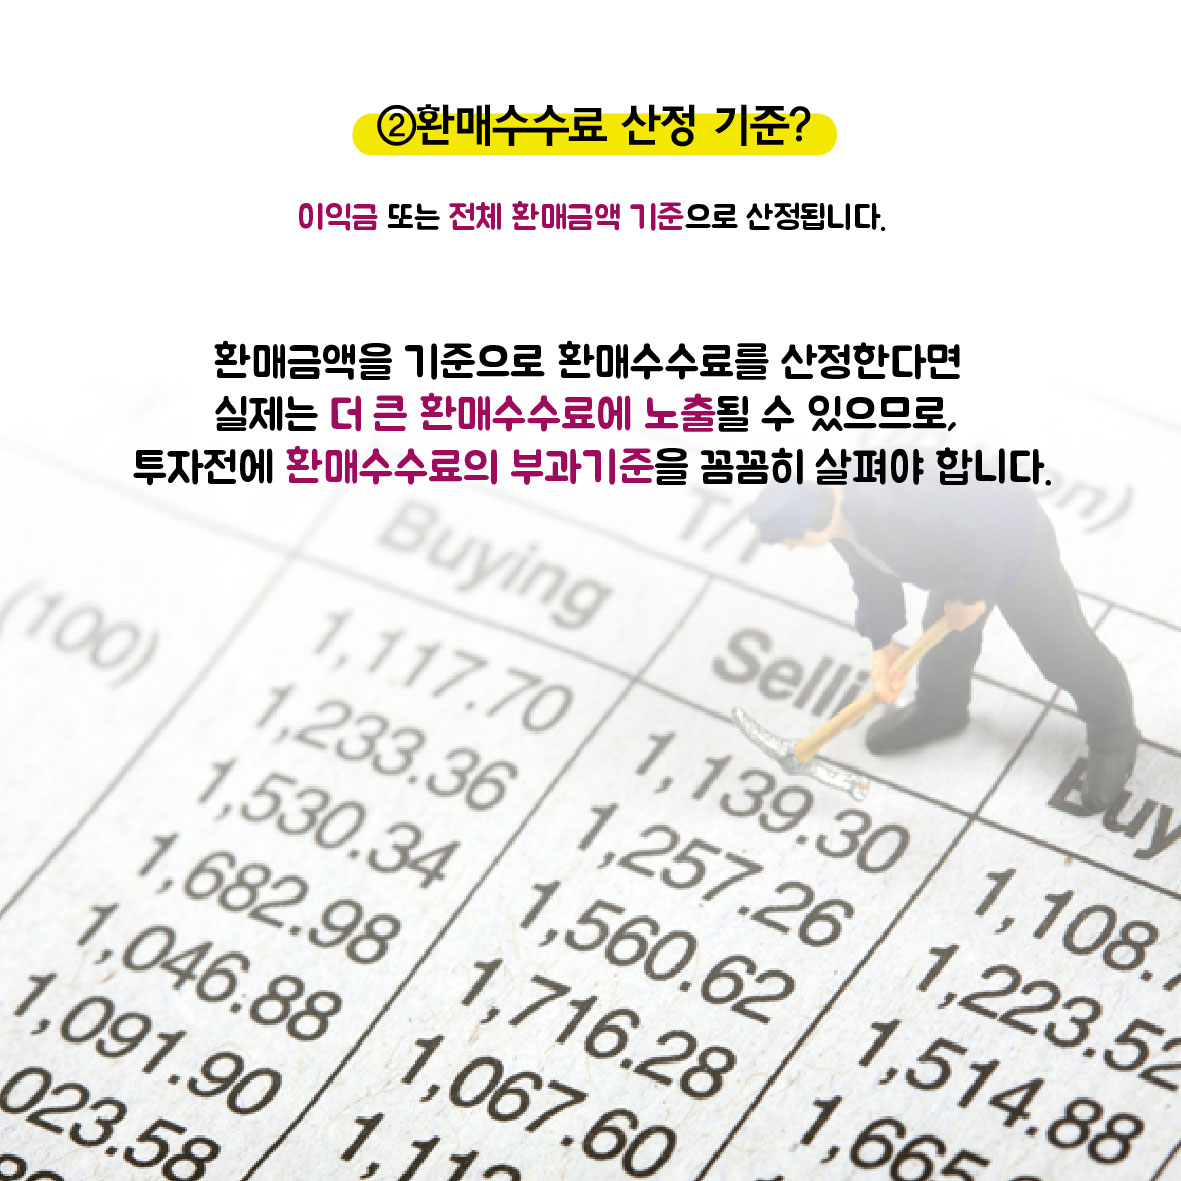 ②환매수수료 산정 기준?
이익금 또는 전체 환매금액 기준으로 산정됩니다.
환매금액을 기준으로 환매수수료를 산정한다면
실제는 더 큰 환매수수료에 노출될 수 있으므로,
투자전에 환매수수료의 부과기준을 꼼꼼히 살펴야 합니다.
T/T
Buying
(100)
1,117.70
1,233.36
1,530.34
1,682.98
1,046.88
1,091.90
023.58
1,139.30
1,257.26
1,560.62
1,716.28
1,067.60
1,108.
1,223.52
1,514.88